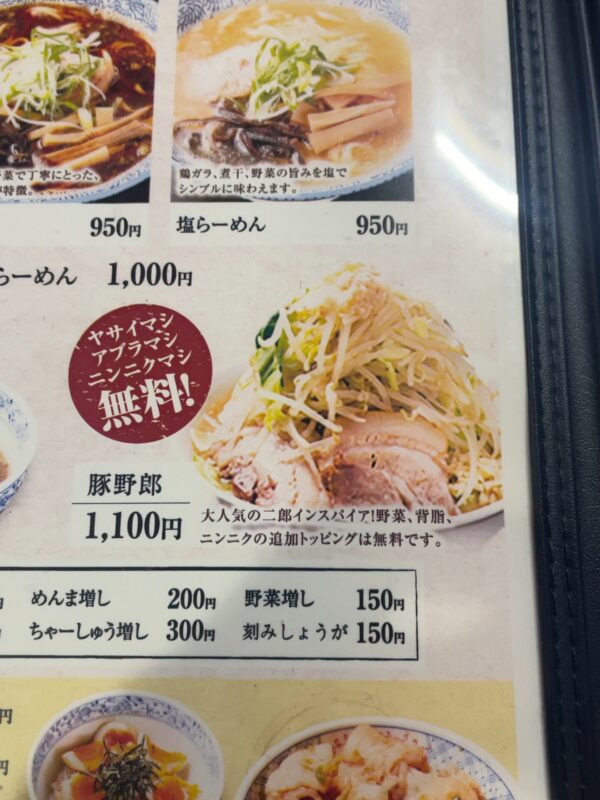 菜で丁寧にとった、
特徴。
950円
鶏ガラ、煮干、野菜の旨みを塩で
シンプルに味わえます。
塩らーめん 950円
らーめん 1,000円
ヤサイマシ
アブラマシ
ニンニクマシ
無料!
豚野郎
1,100円
大人気の二郎インスパイア!野菜、背脂、
ニンニクの追加トッピングは無料です。
円 めんま増し 200円 野菜増し 150円
円 ちゃーしゅう増し 300円 刻みしょうが 150円
円
円